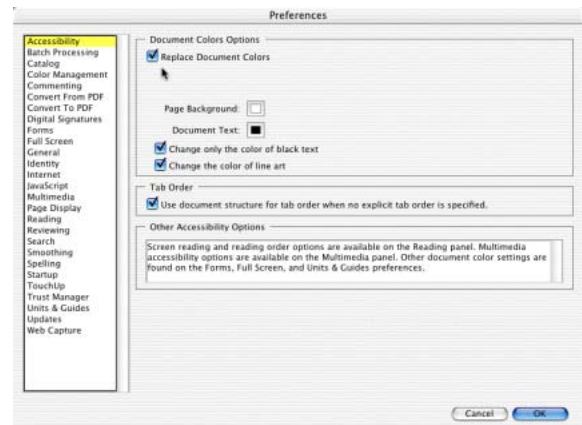 Preferences
Accessibility
Batch Processing
Catalog
Color Management
Commenting
Convert From PDF
Convert To PDF
Digital Signatures
Forms
Full Screen
General
Identity
Internet
JavaScript
Multimedia
Page Display
Reading
Reviewing
Search
Smoothing
Spelling
Startup
TouchUp
Trust Manager
Units & Guides
Updates
Web Capture
Document Colors Options
Replace Document Colors
Page Background:
Document Text:
Change only the color of black text
Change the color of line art
Tab Order
Use document structure for tab order when no explicit tab order is specified.
Other Accessibility Options
Screen reading and reading order options are available on the Reading panel. Multimedia
accessibility options are available on the Multimedia panel. Other document color settings are
found on the Forms, Full Screen, and Units & Guides preferences.
Cancel
OK